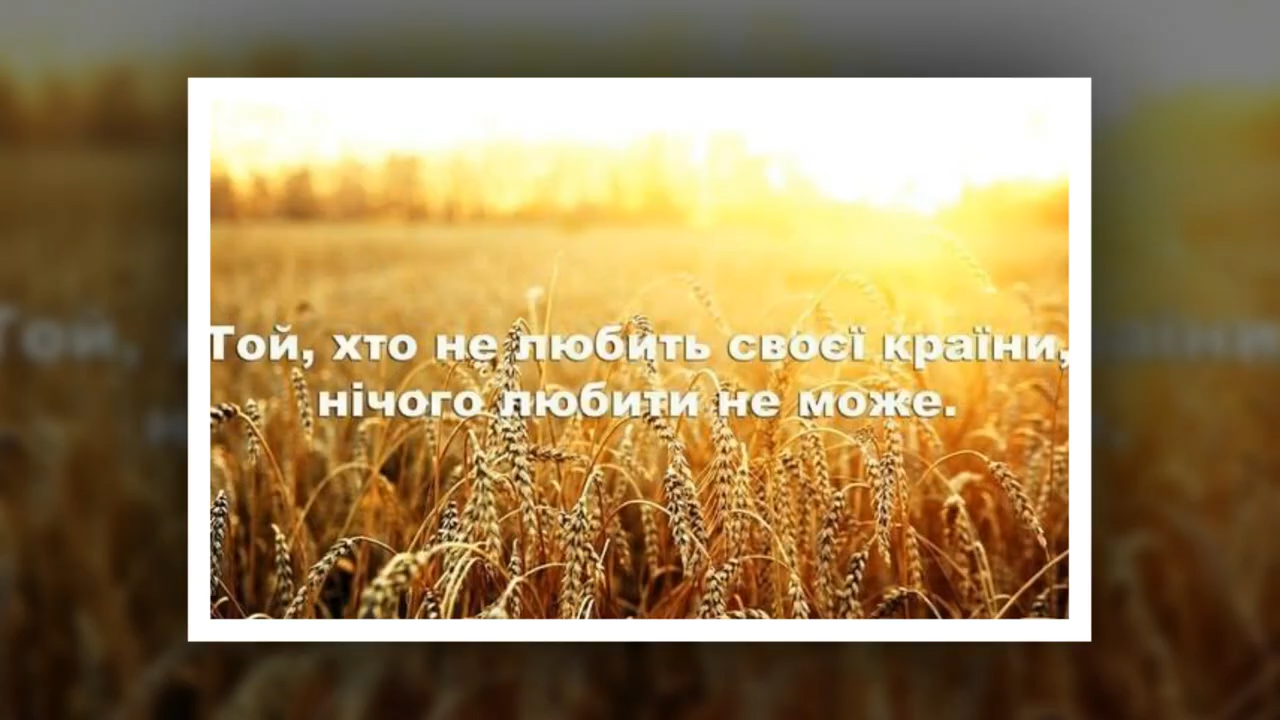 Той, хто не любить своєї країни,
нічого любити не може.